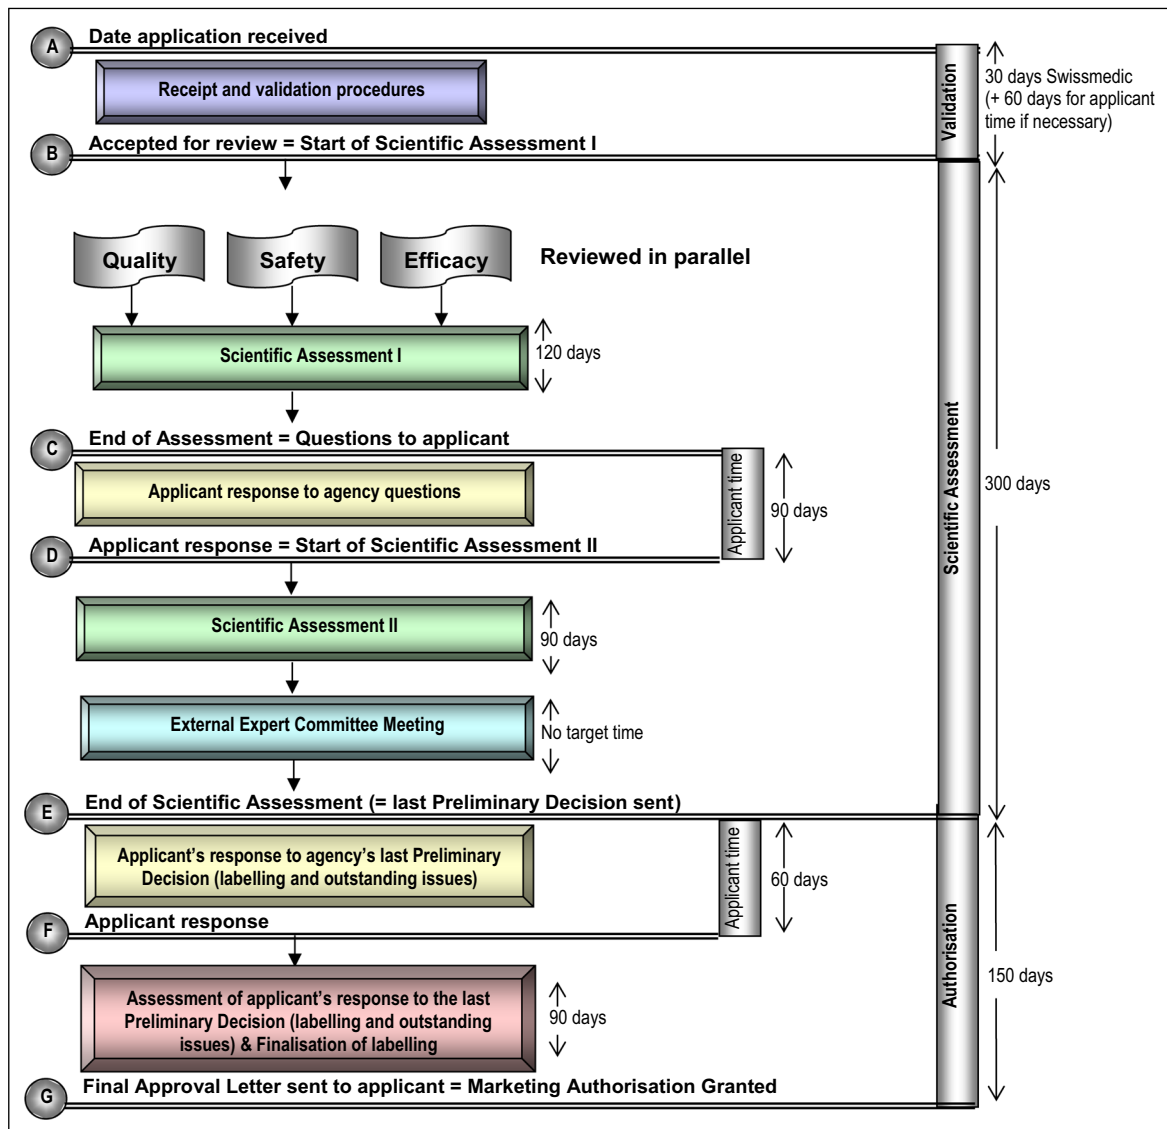 A
Date application received
Receipt and validation procedures
Validation
30 days Swissmedic
(+ 60 days for applicant
time if necessary)
B
Accepted for review = Start of Scientific Assessment I
Quality
Safety
Efficacy
Reviewed in parallel
Scientific Assessment I
120 days
C
End of Assessment = Questions to applicant
Applicant response to agency questions
Applicant time
90 days
Scientific Assessment
300 days
D
Applicant response = Start of Scientific Assessment II
Scientific Assessment II
90 days
External Expert Committee Meeting
No target time
E
End of Scientific Assessment (= last Preliminary Decision sent)
Applicant's response to agency's last Preliminary
Decision (labelling and outstanding issues)
Applicant time
60 days
F
Applicant response
Authorisation
150 days
Assessment of applicant's response to the last
Preliminary Decision (labelling and outstanding
issues) & Finalisation of labelling
90 days
G
Final Approval Letter sent to applicant = Marketing Authorisation Granted